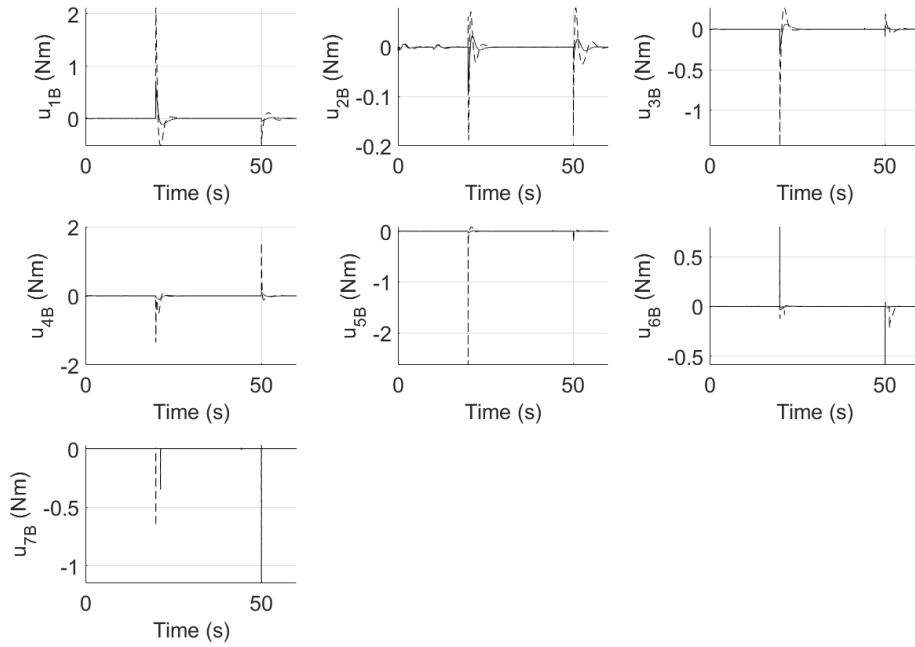 2
1
0
u1B (Nm)
0 50
Time (s)
0
-0.1
-0.2
u2B (Nm)
0 50
Time (s)
0
-0.5
-1
u3B (Nm)
0 50
Time (s)
2
0
-2
u4B (Nm)
0 50
Time (s)
0
-1
-2
u5B (Nm)
0 50
Time (s)
0.5
0
-0.5
u6B (Nm)
0 50
Time (s)
0
-0.5
-1
u7B (Nm)
0 50
Time (s)